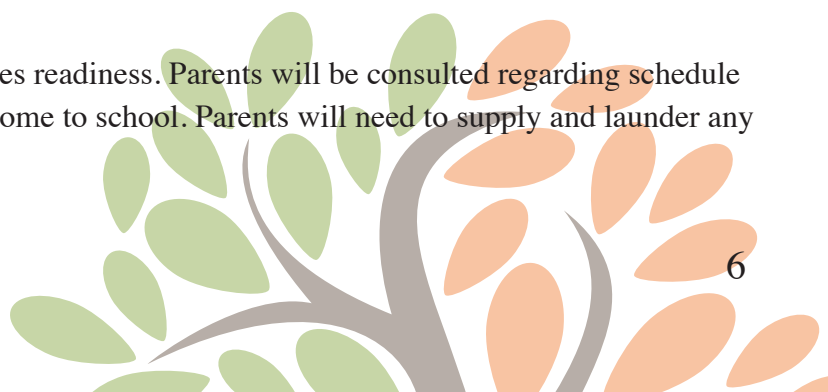 es readiness. Parents will be consulted regarding schedule
ome to school. Parents will need to supply and launder any
6